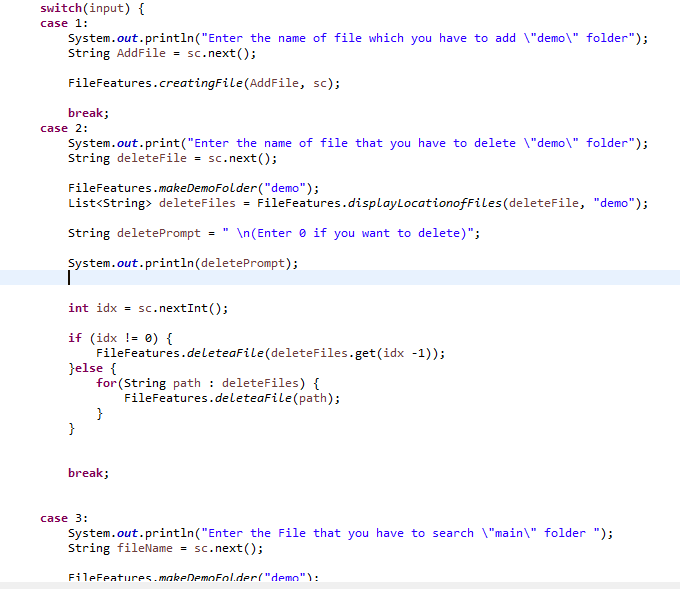 switch(input) {
case 1:
System.out.println("Enter the name of file which you have to add \"demo\" folder");
String AddFile = sc.next();
FileFeatures.creatingFile(AddFile, sc);
break;
case 2:
System.out.print("Enter the name of file that you have to delete \"demo\" folder");
String deleteFile = sc.next();
FileFeatures.makeDemoFolder("demo");
List<String> deleteFiles = FileFeatures.displayLocationofFiles(deleteFile, "demo");
String deletePrompt = " \n(Enter 0 if you want to delete)";
System.out.println(deletePrompt);
int idx = sc.nextInt();
if (idx != 0) {
FileFeatures.deleteaFile(deleteFiles.get(idx -1));
}else {
for(String path : deleteFiles) {
FileFeatures.deleteaFile(path);
}
}
break;
case 3:
System.out.println("Enter the File that you have to search \"main\" folder ");
String fileName = sc.next();
FileFeatures.makeDemoFolder("demo");